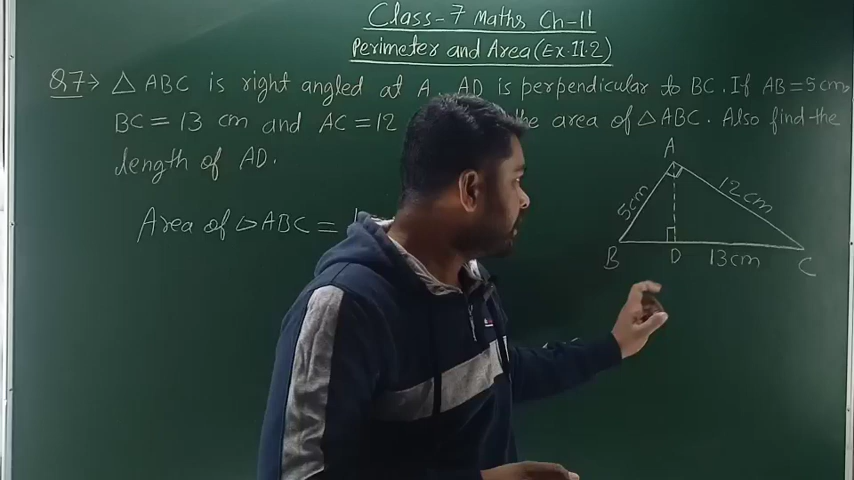 Class-7 Maths Ch-11
Perimeter and Area (Ex.11.2)
Q.7→ △ ABC is right angled at A. AD is perpendicular to BC. If AB = 5 cm,
BC = 13 cm and AC = 12 the area of △ABC. Also find the
length of AD.
A
5cm
12cm
Area of △ABC =
B
D
13cm
C